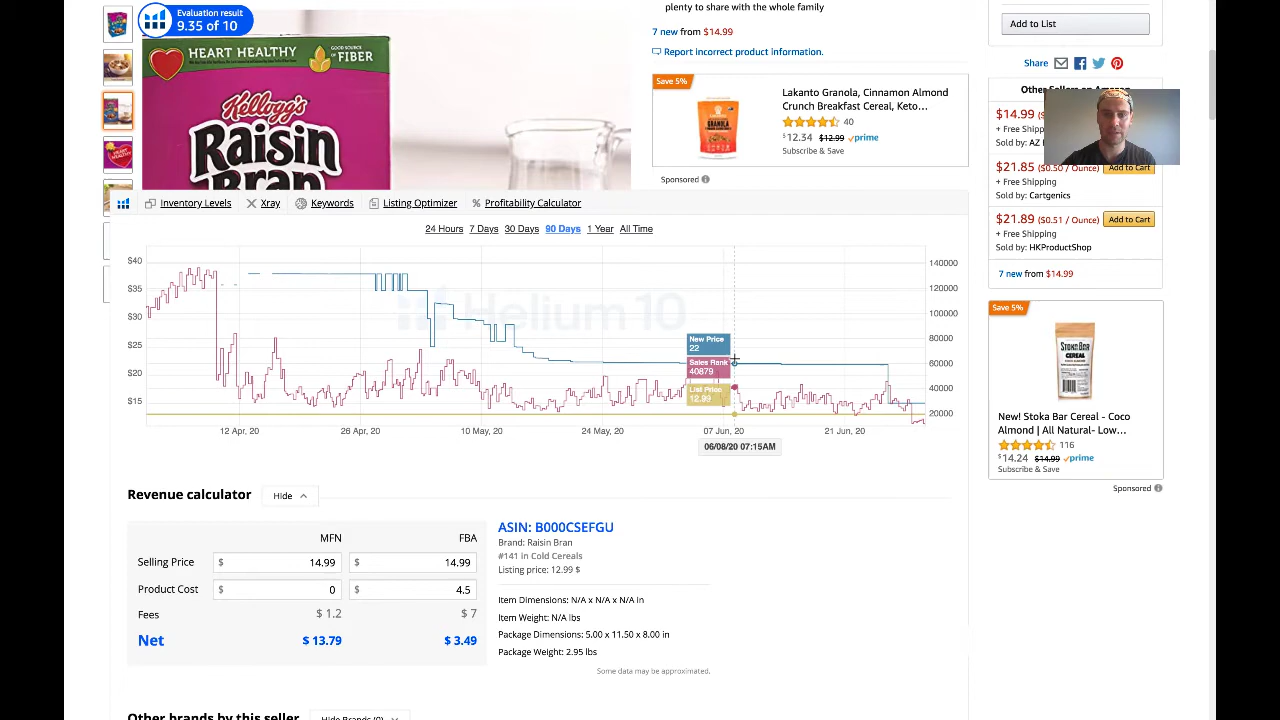 Evaluation result
9.35 of 10
HEART HEALTHY
GOOD SOURCE
of FIBER
Kellogg's
Raisin
Bran
plenty to share with the whole family
7 new from $14.99
Report incorrect product information.
Save 5%
Lakanto Granola, Cinnamon Almond
Crunch Breakfast Cereal, Keto…
40
$12.34 $12.99 prime
Subscribe & Save
Sponsored
Add to List
Share
Other Sellers on Amazon
$14.99
+ Free Shipp
Sold by: AZ
$21.85 ($0.50 / Ounce)
Add to Cart
+ Free Shipping
Sold by: Cartgenics
$21.89 ($0.51 / Ounce)
Add to Cart
+ Free Shipping
Sold by: HKProductShop
7 new from $14.99
Save 5%
STOKA BAR
CEREAL
New! Stoka Bar Cereal - Coco
Almond | All Natural- Low…
116
$14.24 $14.99 prime
Subscribe & Save
Sponsored
Inventory Levels
Xray
Keywords
Listing Optimizer
% Profitability Calculator
24 Hours 7 Days 30 Days 90 Days 1 Year All Time
$40
$35
$30
$25
$20
$15
140000
120000
100000
80000
60000
40000
20000
Helium 10
New Price
22
Sales Rank
40879
List Price
12.99
12 Apr, 20
26 Apr, 20
10 May, 20
24 May, 20
07 Jun, 20
21 Jun, 20
06/08/20 07:15AM
Revenue calculator
Hide
MFN FBA
Selling Price $ 14.99 $ 14.99
Product Cost $ 0 $ 4.5
Fees $ 1.2 $ 7
Net $ 13.79 $ 3.49
ASIN: B000CSEFGU
Brand: Raisin Bran
#141 in Cold Cereals
Listing price: 12.99 $
Item Dimensions: N/A x N/A x N/A in
Item Weight: N/A lbs
Package Dimensions: 5.00 x 11.50 x 8.00 in
Package Weight: 2.95 lbs
Some data may be approximated.
Other brands by this seller
Hide Brands (0)